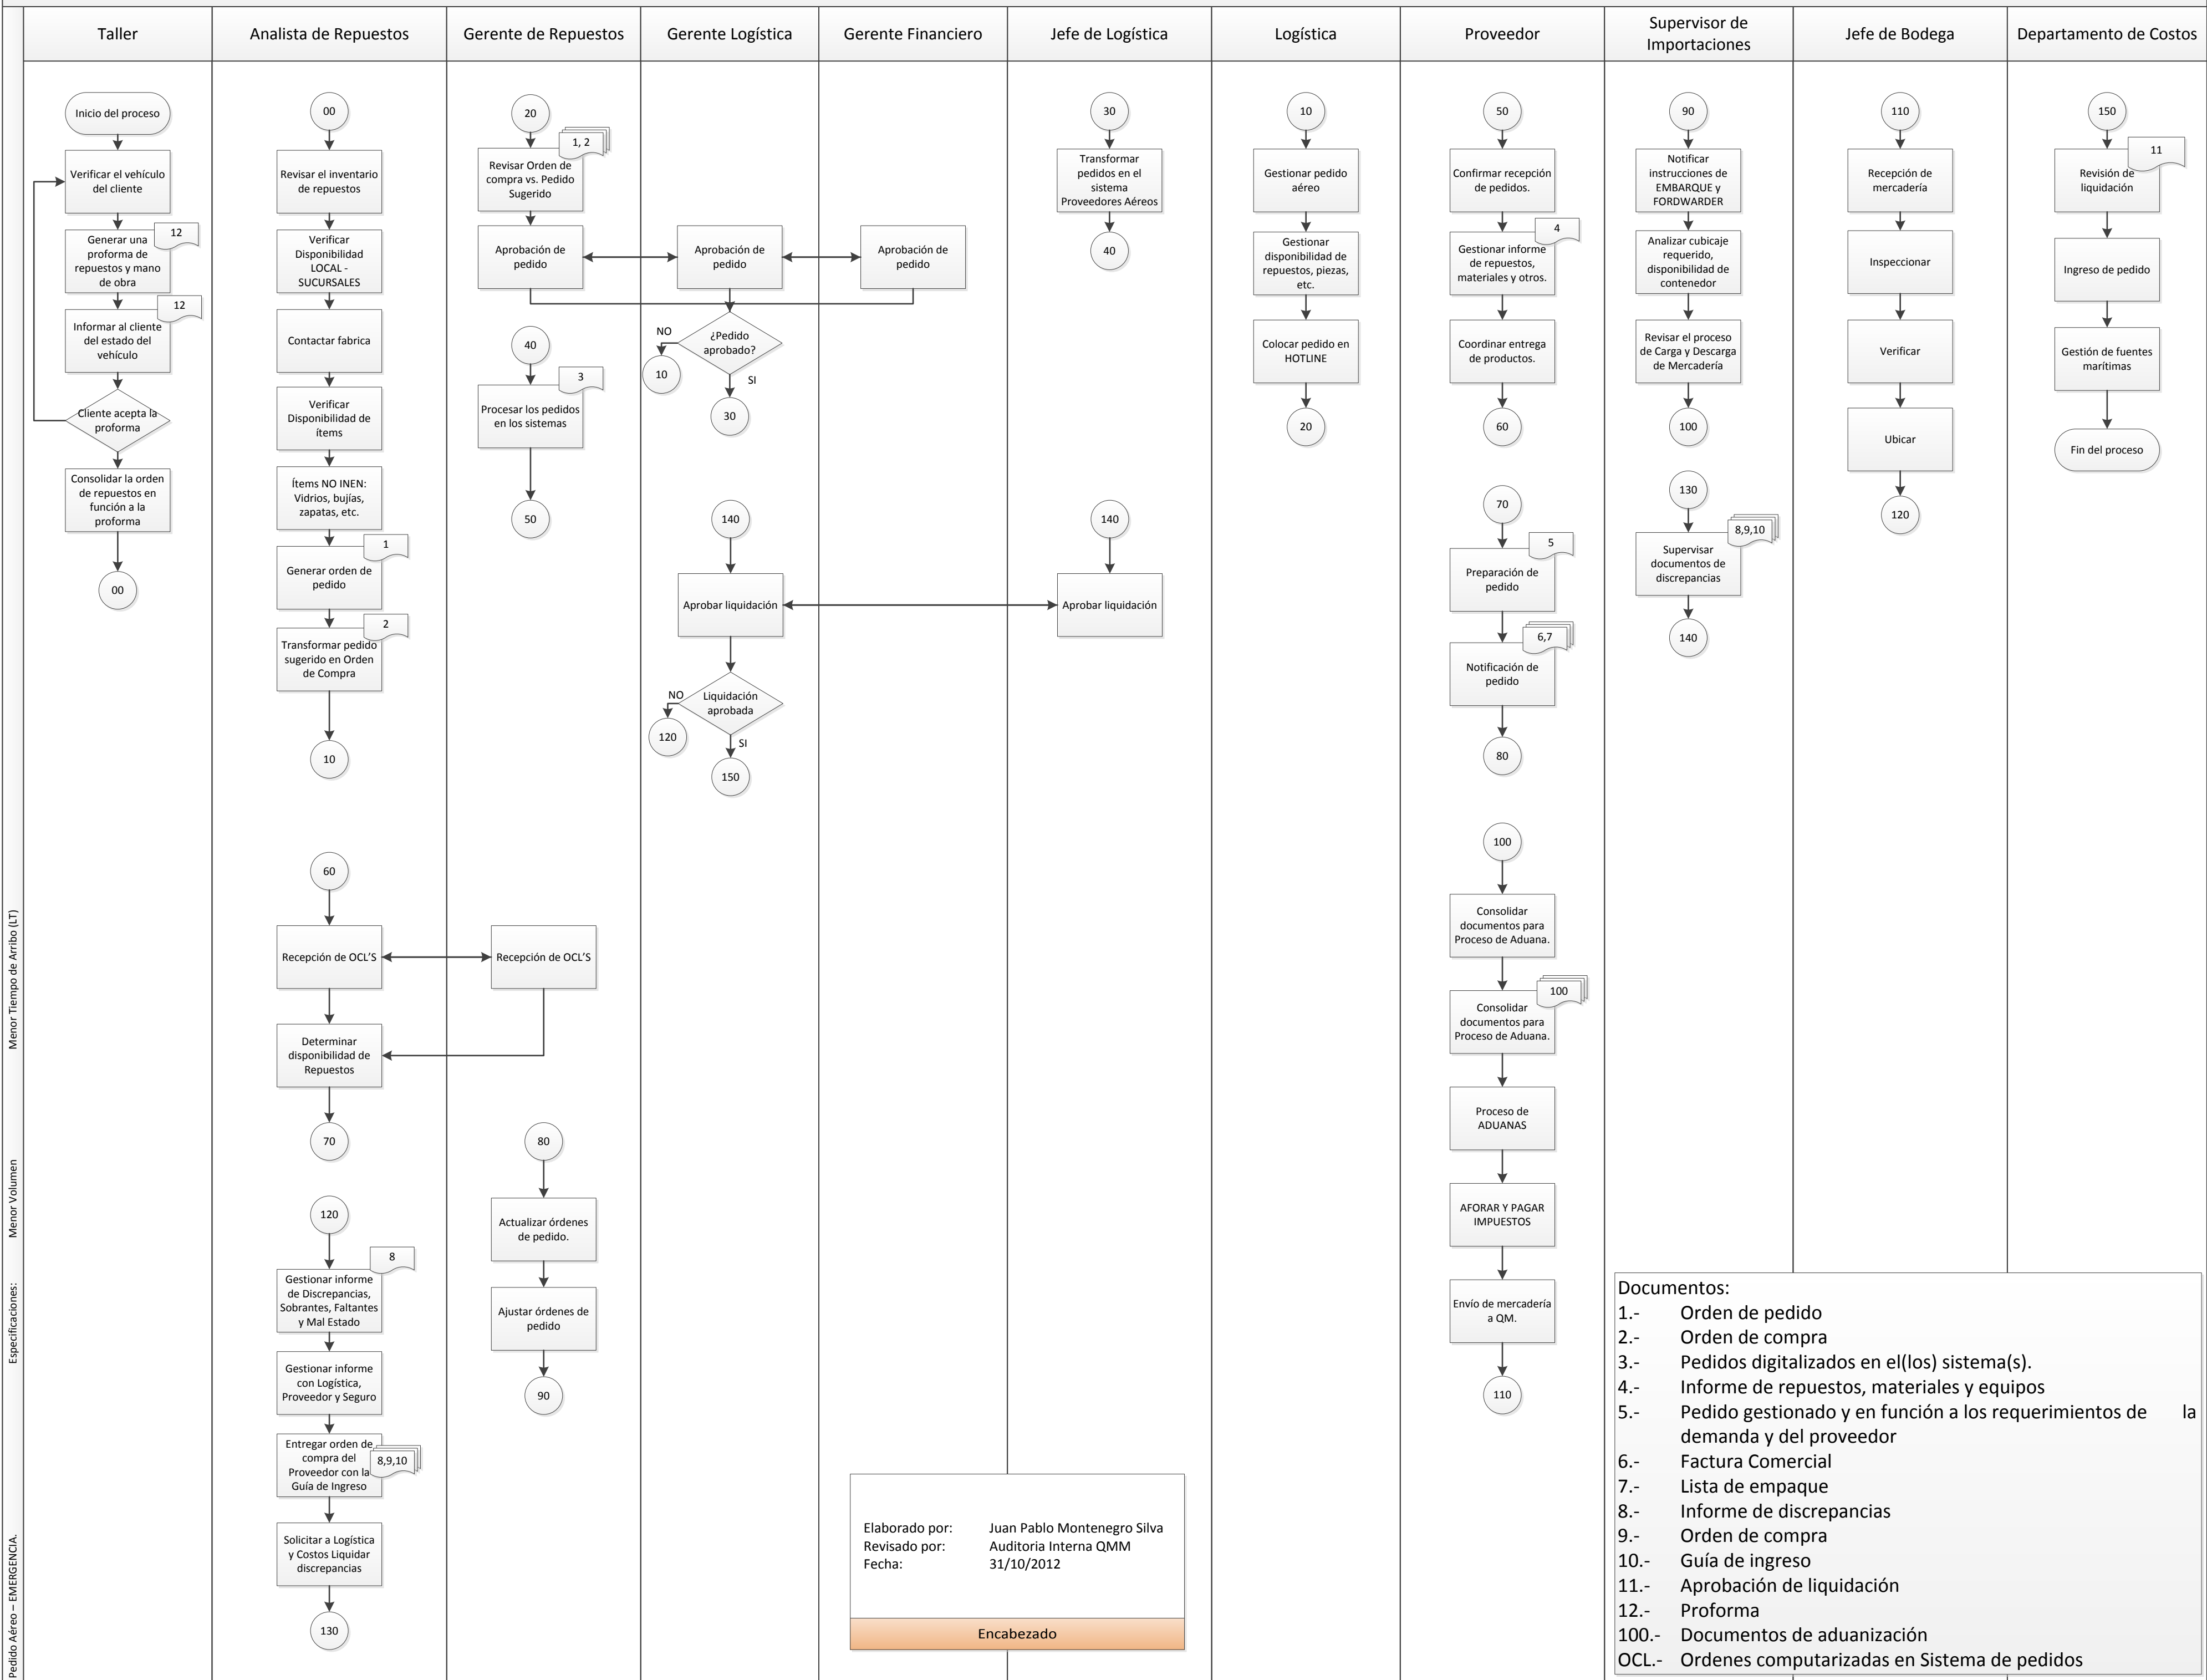 Taller
Analista de Repuestos
Gerente de Repuestos
Gerente Logística
Gerente Financiero
Jefe de Logística
Logística
Proveedor
Supervisor de
Importaciones
Jefe de Bodega
Departamento de Costos
Pedido Aéreo – EMERGENCIA. Especificaciones: Menor Volumen Menor Tiempo de Arribo (LT)
Inicio del proceso
Verificar el vehículo
del cliente
12
Generar una
proforma de
repuestos y mano
de obra
12
Informar al cliente
del estado del
vehículo
Cliente acepta la
proforma
Consolidar la orden
de repuestos en
función a la
proforma
00
00
Revisar el inventario
de repuestos
Verificar
Disponibilidad
LOCAL -
SUCURSALES
Contactar fabrica
Verificar
Disponibilidad de
ítems
Ítems NO INEN:
Vidrios, bujías,
zapatas, etc.
1
Generar orden de
pedido
2
Transformar pedido
sugerido en Orden
de Compra
10
60
Recepción de OCL'S
Determinar
disponibilidad de
Repuestos
70
120
8
Gestionar informe
de Discrepancias,
Sobrantes, Faltantes
y Mal Estado
Gestionar informe
con Logística,
Proveedor y Seguro
Entregar orden de
compra del
Proveedor con la
Guía de Ingreso
8,9,10
Solicitar a Logística
y Costos Liquidar
discrepancias
130
20
1, 2
Revisar Orden de
compra vs. Pedido
Sugerido
Aprobación de
pedido
40
3
Procesar los pedidos
en los sistemas
50
Recepción de OCL'S
80
Actualizar órdenes
de pedido.
Ajustar órdenes de
pedido
90
Aprobación de
pedido
¿Pedido
aprobado?
NO
10
SI
30
140
Aprobar liquidación
Liquidación
aprobada
NO
120
SI
150
Aprobación de
pedido
30
Transformar
pedidos en el
sistema
Proveedores Aéreos
40
140
Aprobar liquidación
10
Gestionar pedido
aéreo
Gestionar
disponibilidad de
repuestos, piezas,
etc.
Colocar pedido en
HOTLINE
20
50
Confirmar recepción
de pedidos.
4
Gestionar informe
de repuestos,
materiales y otros.
Coordinar entrega
de productos.
60
70
5
Preparación de
pedido
6,7
Notificación de
pedido
80
100
Consolidar
documentos para
Proceso de Aduana.
100
Consolidar
documentos para
Proceso de Aduana.
Proceso de
ADUANAS
AFORAR Y PAGAR
IMPUESTOS
Envío de mercadería
a QM.
110
90
Notificar
instrucciones de
EMBARQUE y
FORDWARDER
Analizar cubicaje
requerido,
disponibilidad de
contenedor
Revisar el proceso
de Carga y Descarga
de Mercadería
100
130
8,9,10
Supervisar
documentos de
discrepancias
140
110
Recepción de
mercadería
Inspeccionar
Verificar
Ubicar
120
150
11
Revisión de
liquidación
Ingreso de pedido
Gestión de fuentes
marítimas
Fin del proceso
Elaborado por: Juan Pablo Montenegro Silva
Revisado por: Auditoria Interna QMM
Fecha: 31/10/2012
Encabezado
Documentos:
1.- Orden de pedido
2.- Orden de compra
3.- Pedidos digitalizados en el(los) sistema(s).
4.- Informe de repuestos, materiales y equipos
5.- Pedido gestionado y en función a los requerimientos de la
demanda y del proveedor
6.- Factura Comercial
7.- Lista de empaque
8.- Informe de discrepancias
9.- Orden de compra
10.- Guía de ingreso
11.- Aprobación de liquidación
12.- Proforma
100.- Documentos de aduanización
OCL.- Ordenes computarizadas en Sistema de pedidos